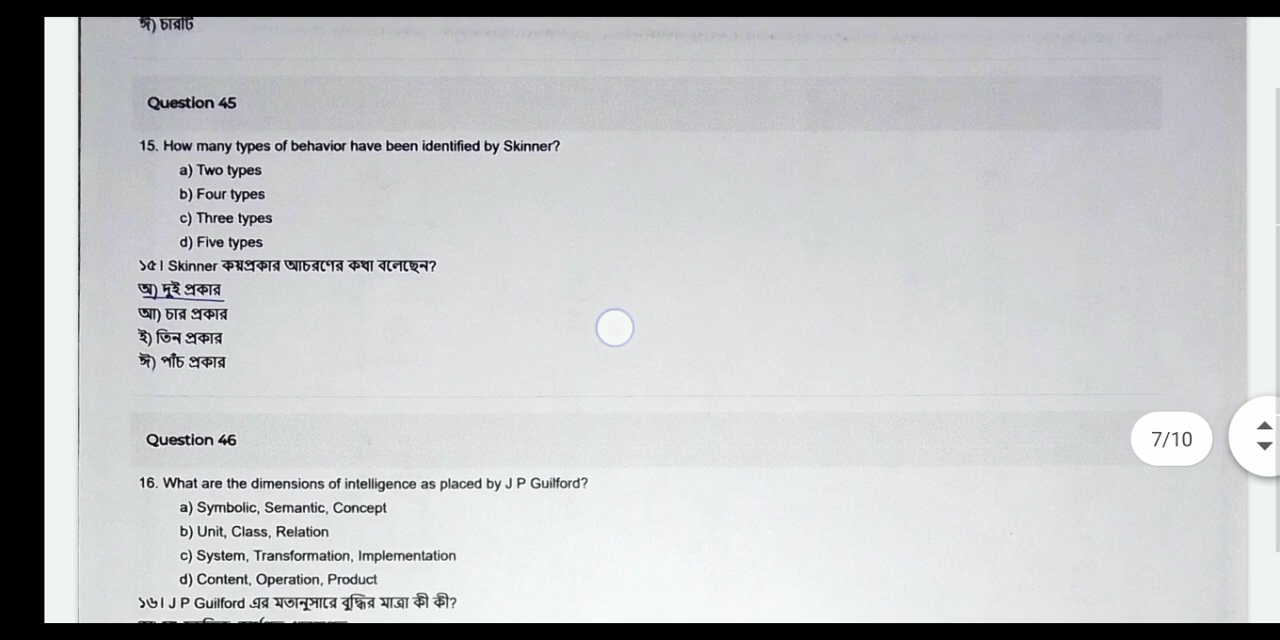 ঈ) চারটি
Question 45
15. How many types of behavior have been identified by Skinner?
a) Two types
b) Four types
c) Three types
d) Five types
১৫। Skinner কয়প্রকার আচরণের কথা বলেছেন?
অ) দুই প্রকার
আ) চার প্রকার
ই) তিন প্রকার
ঈ) পাঁচ প্রকার
7/10
Question 46
16. What are the dimensions of intelligence as placed by J P Guilford?
a) Symbolic, Semantic, Concept
b) Unit, Class, Relation
c) System, Transformation, Implementation
d) Content, Operation, Product
১৬। J P Guilford এর মতানুসারে বুদ্ধির মাত্রা কী কী?